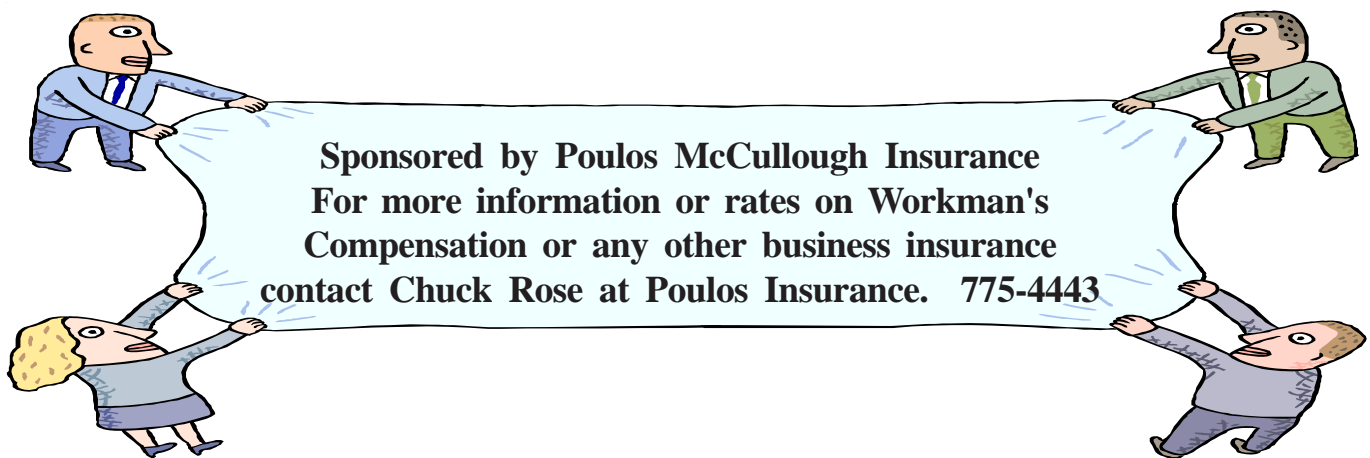 Sponsored by Poulos McCullough Insurance
For more information or rates on Workman's
Compensation or any other business insurance
contact Chuck Rose at Poulos Insurance. 775-4443